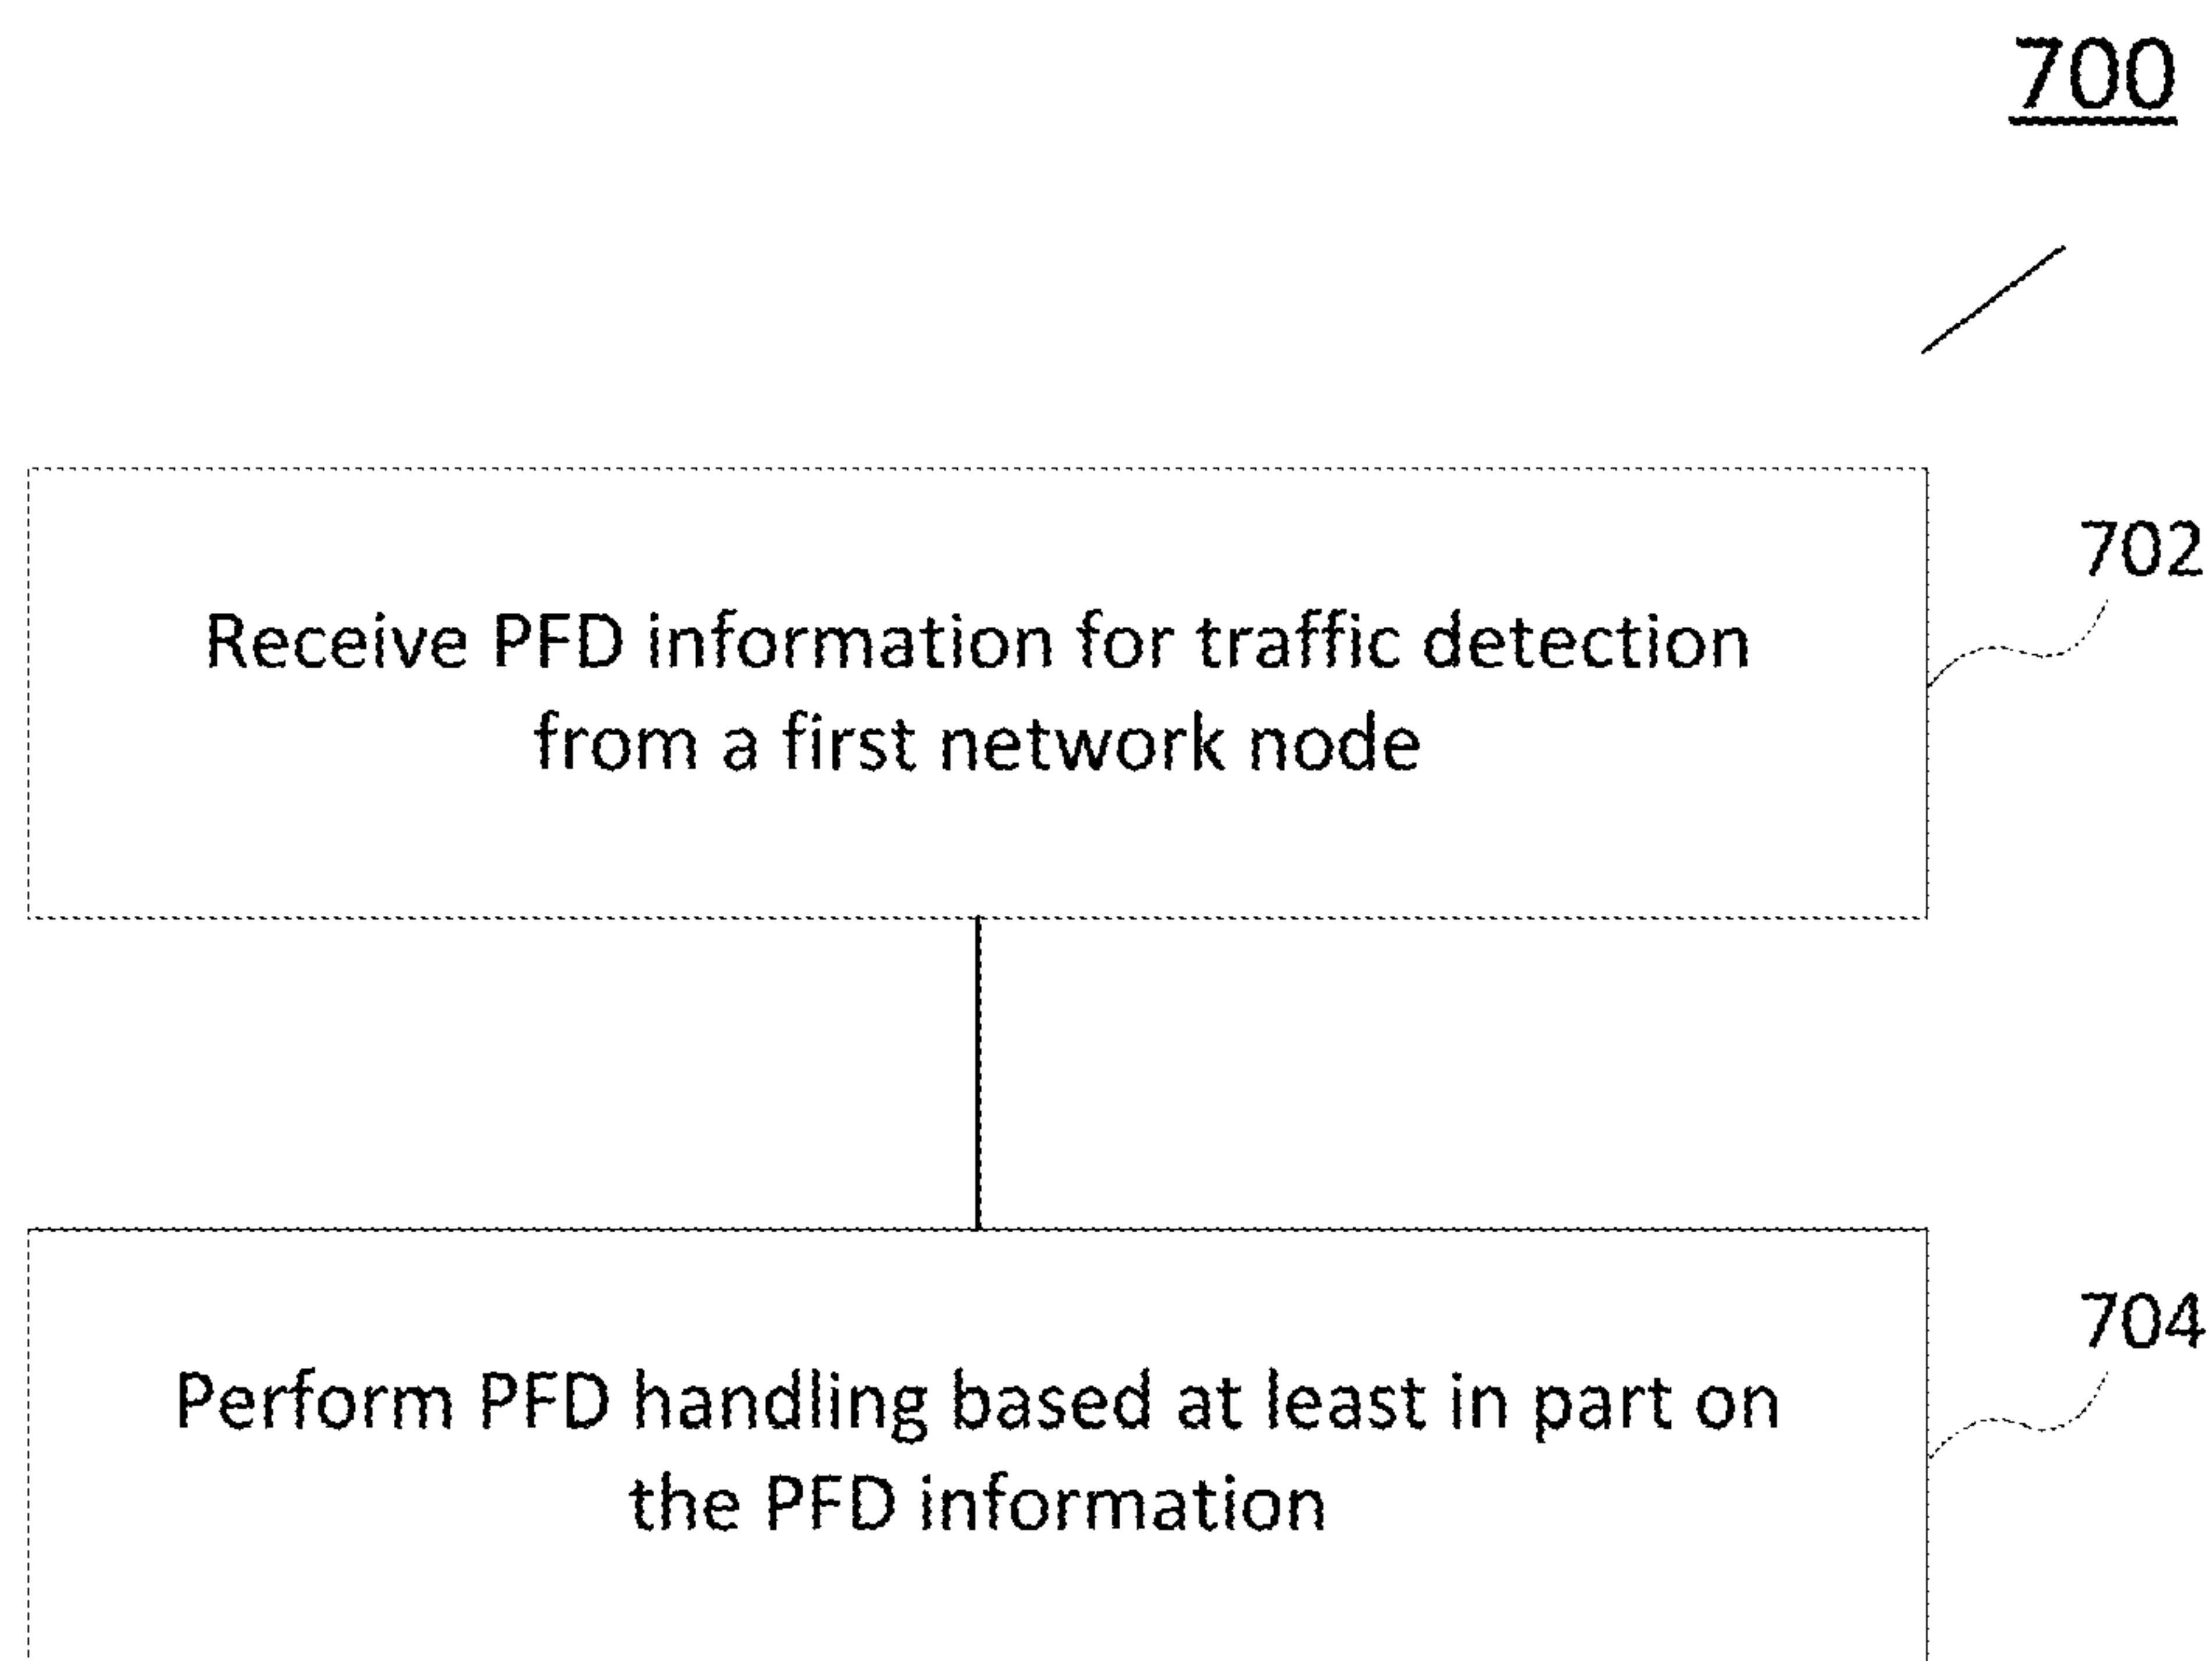 700
702
Receive PFD information for traffic detection
from a first network node
704
Perform PFD handling based at least in part on
the PFD information